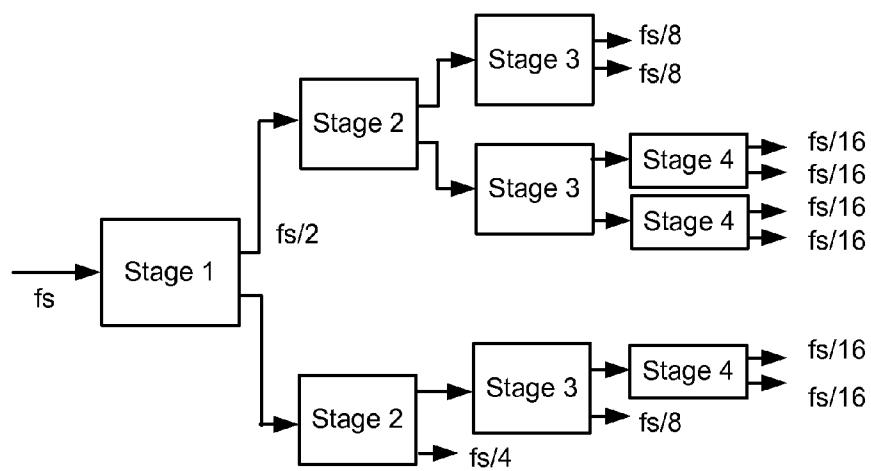 fs/8
Stage 3
fs/8
Stage 2
fs/16
Stage 4
fs/16
Stage 3
fs/16
Stage 4
fs/16
fs/2
Stage 1
fs
fs/16
Stage 4
fs/16
Stage 3
Stage 2
fs/8
fs/4